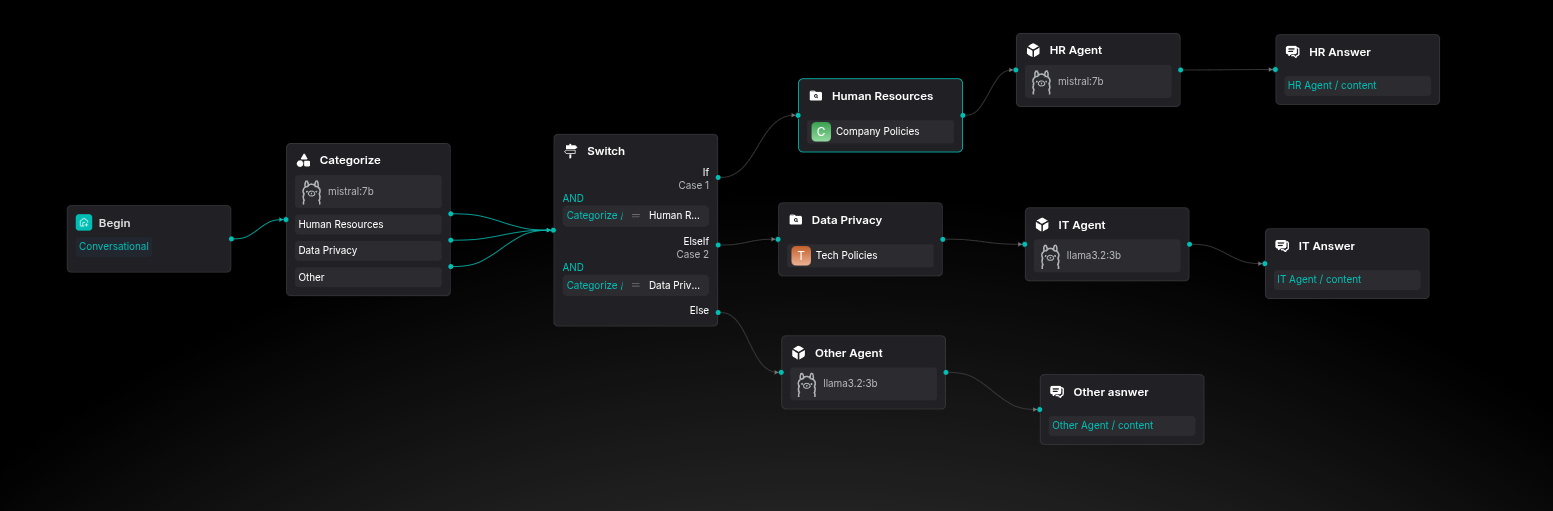 Begin
Conversational
Categorize
mistral:7b
Human Resources
Data Privacy
Other
Switch
If
Case 1
AND
Categorize / = Human R...
ElseIf
Case 2
AND
Categorize / = Data Priv...
Else
Human Resources
C Company Policies
HR Agent
mistral:7b
HR Answer
HR Agent / content
Data Privacy
T Tech Policies
IT Agent
llama3.2:3b
IT Answer
IT Agent / content
Other Agent
llama3.2:3b
Other asnwer
Other Agent / content